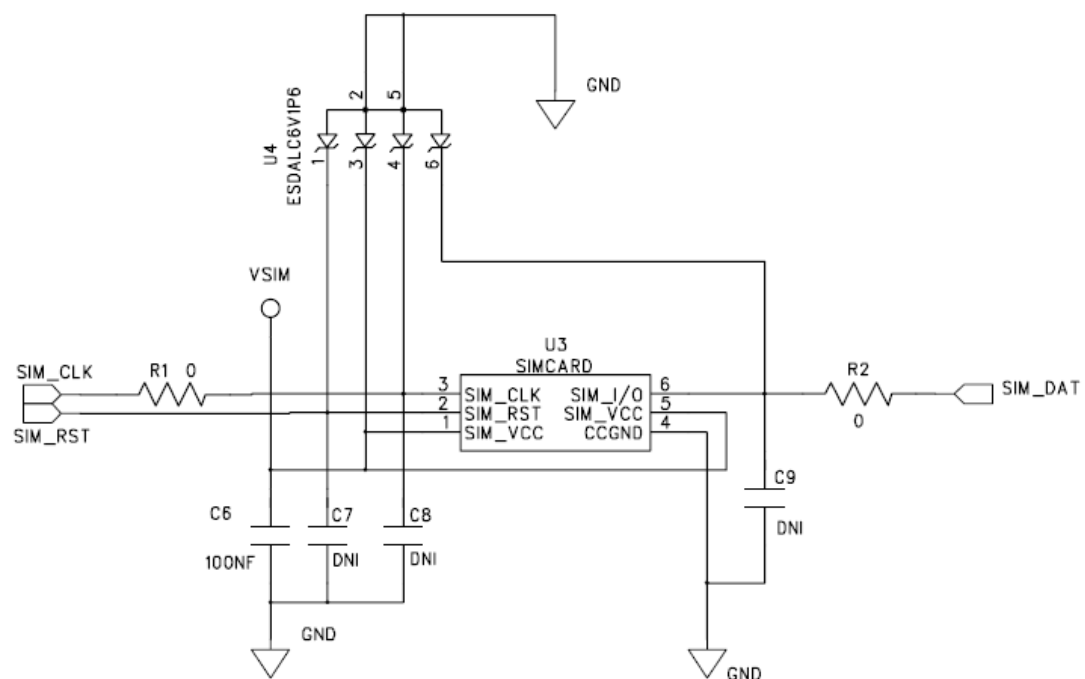 2 5
GND
U4
ESDALC6V1P6
1 3 4 6
VSIM
U3
SIMCARD
SIM_CLK
R1 0
3 SIM_CLK SIM_I/O 6
2 SIM_RST SIM_VCC 5
1 SIM_VCC CCGND 4
R2
0
SIM_DAT
SIM_RST
C6
100NF
C7
DNI
C8
DNI
C9
DNI
GND
GND